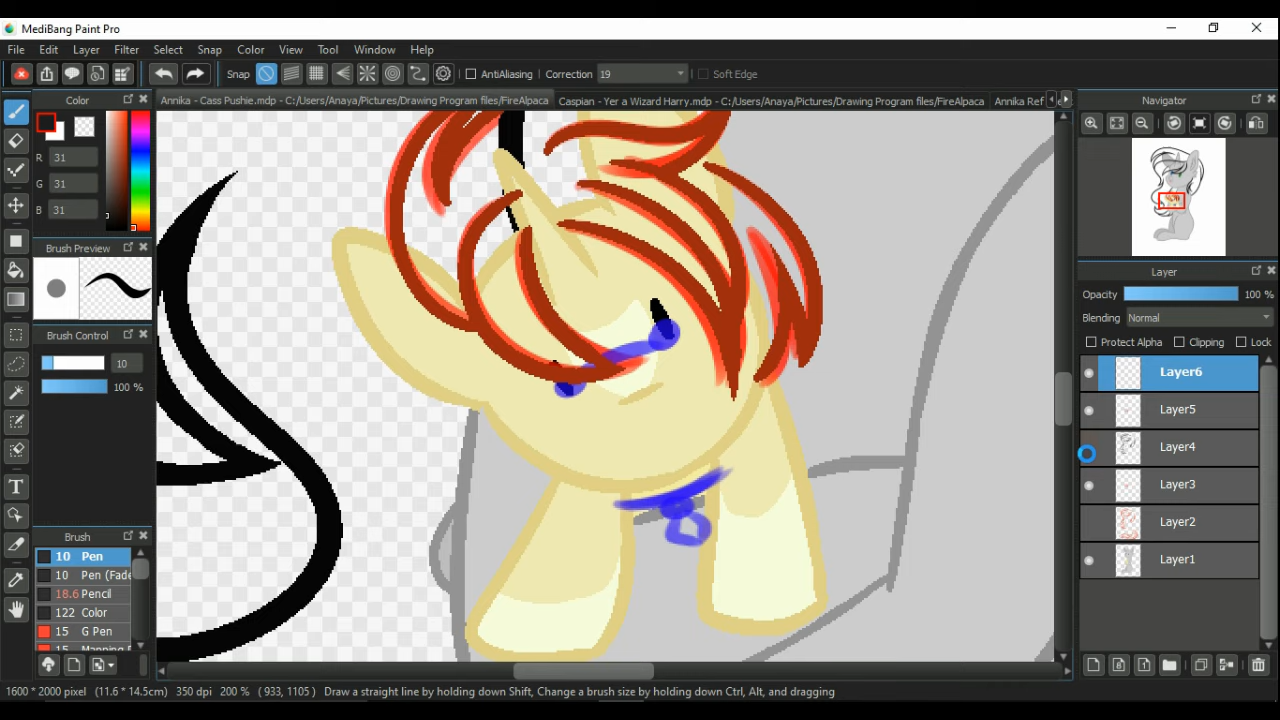 MediBang Paint Pro
File Edit Layer Filter Select Snap Color View Tool Window Help
Snap AntiAliasing Correction 19 Soft Edge
Color
Annika - Cass Pushie.mdp - C:/Users/Anaya/Pictures/Drawing Program files/FireAlpaca
Caspian - Yer a Wizard Harry.mdp - C:/Users/Anaya/Pictures/Drawing Program files/FireAlpaca
Annika Ref
Navigator
R 31
G 31
B 31
Brush Preview
Brush Control
10
100 %
Brush
10 Pen
10 Pen (Fade
18.6 Pencil
122 Color
15 G Pen
15 Mapping
Layer
Opacity 100 %
Blending Normal
Protect Alpha Clipping Lock
Layer6
Layer5
Layer4
Layer3
Layer2
Layer1
1600 * 2000 pixel (11.6 * 14.5cm) 350 dpi 200 % ( 933, 1105 ) Draw a straight line by holding down Shift, Change a brush size by holding down Ctrl, Alt, and dragging